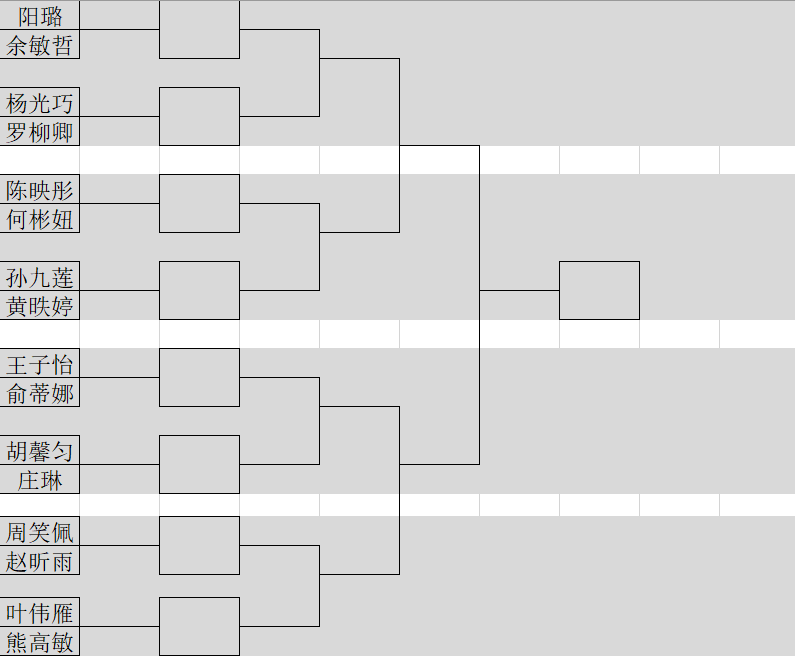 阳璐
余敏哲
杨光巧
罗柳卿
陈映彤
何彬妞
孙九莲
黄昳婷
王子怡
俞蒂娜
胡馨匀
庄琳
周笑佩
赵昕雨
叶伟雁
熊高敏